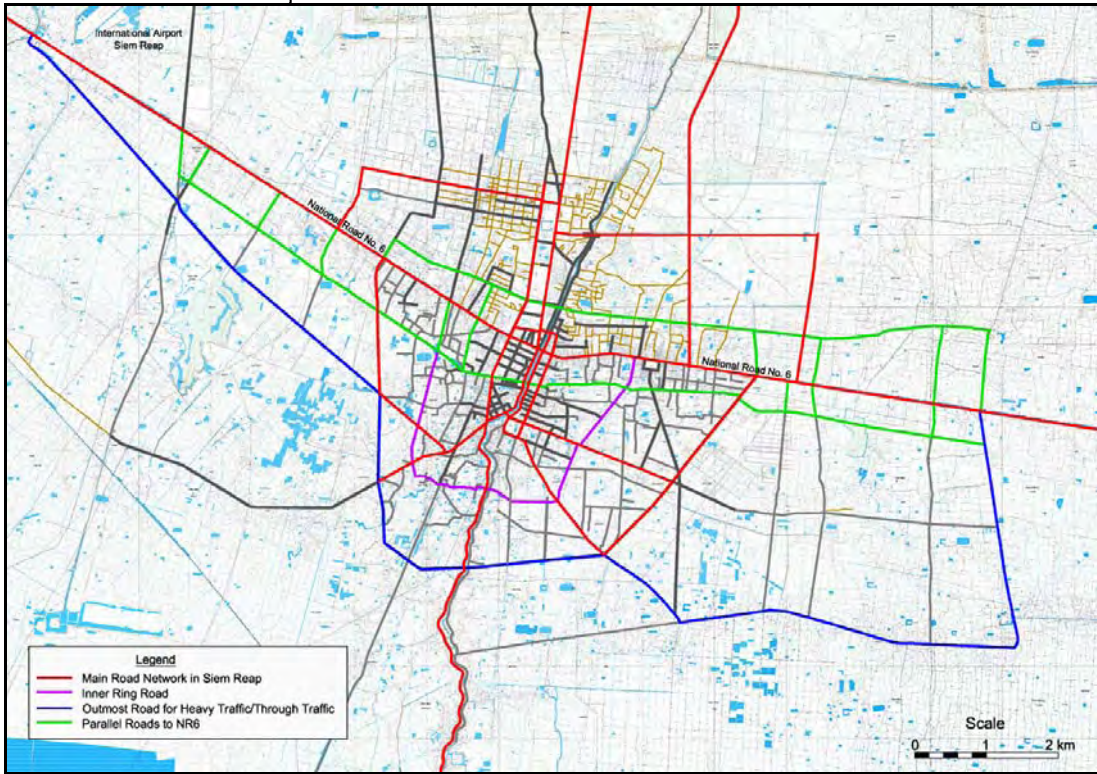 International Airport
Siem Reap
National Road No. 6
National Road No. 6
Legend
Main Road Network in Siem Reap
Inner Ring Road
Outmost Road for Heavy Traffic/Through Traffic
Parallel Roads to NR6
Scale
0 1 2 km